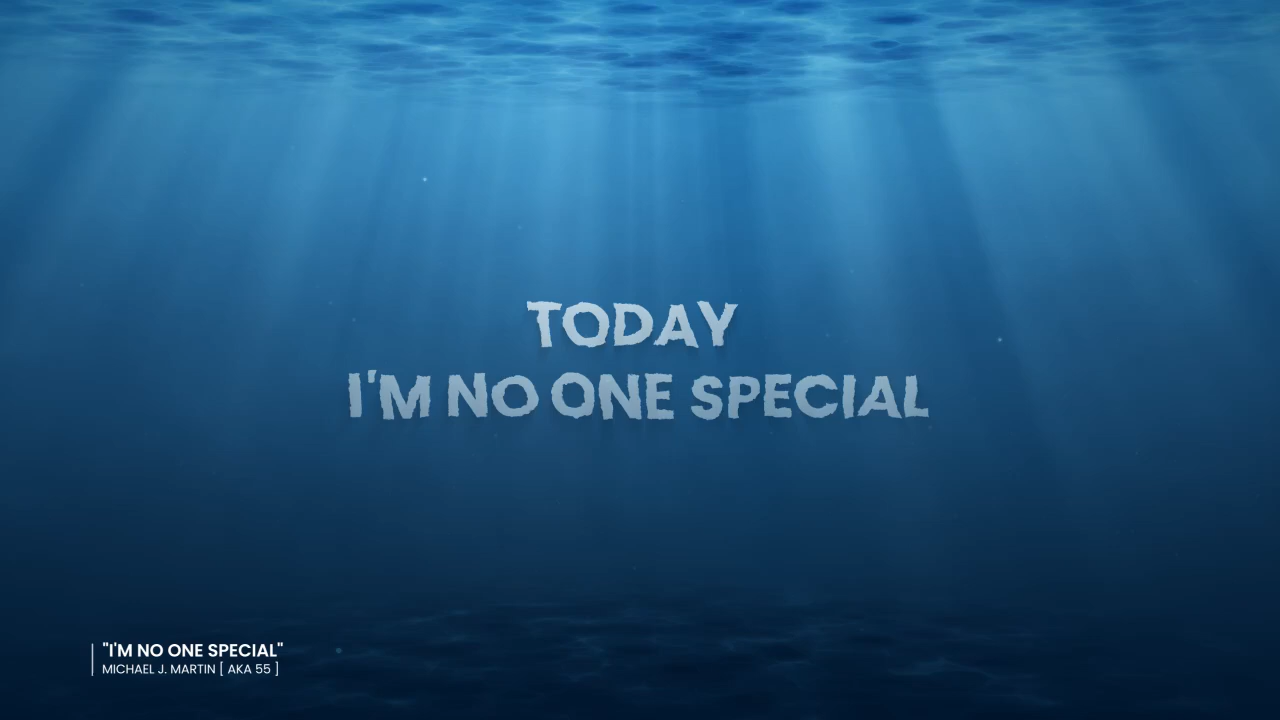 TODAY
I'M NO ONE SPECIAL
"I'M NO ONE SPECIAL"
MICHAEL J. MARTIN [ AKA 55 ]